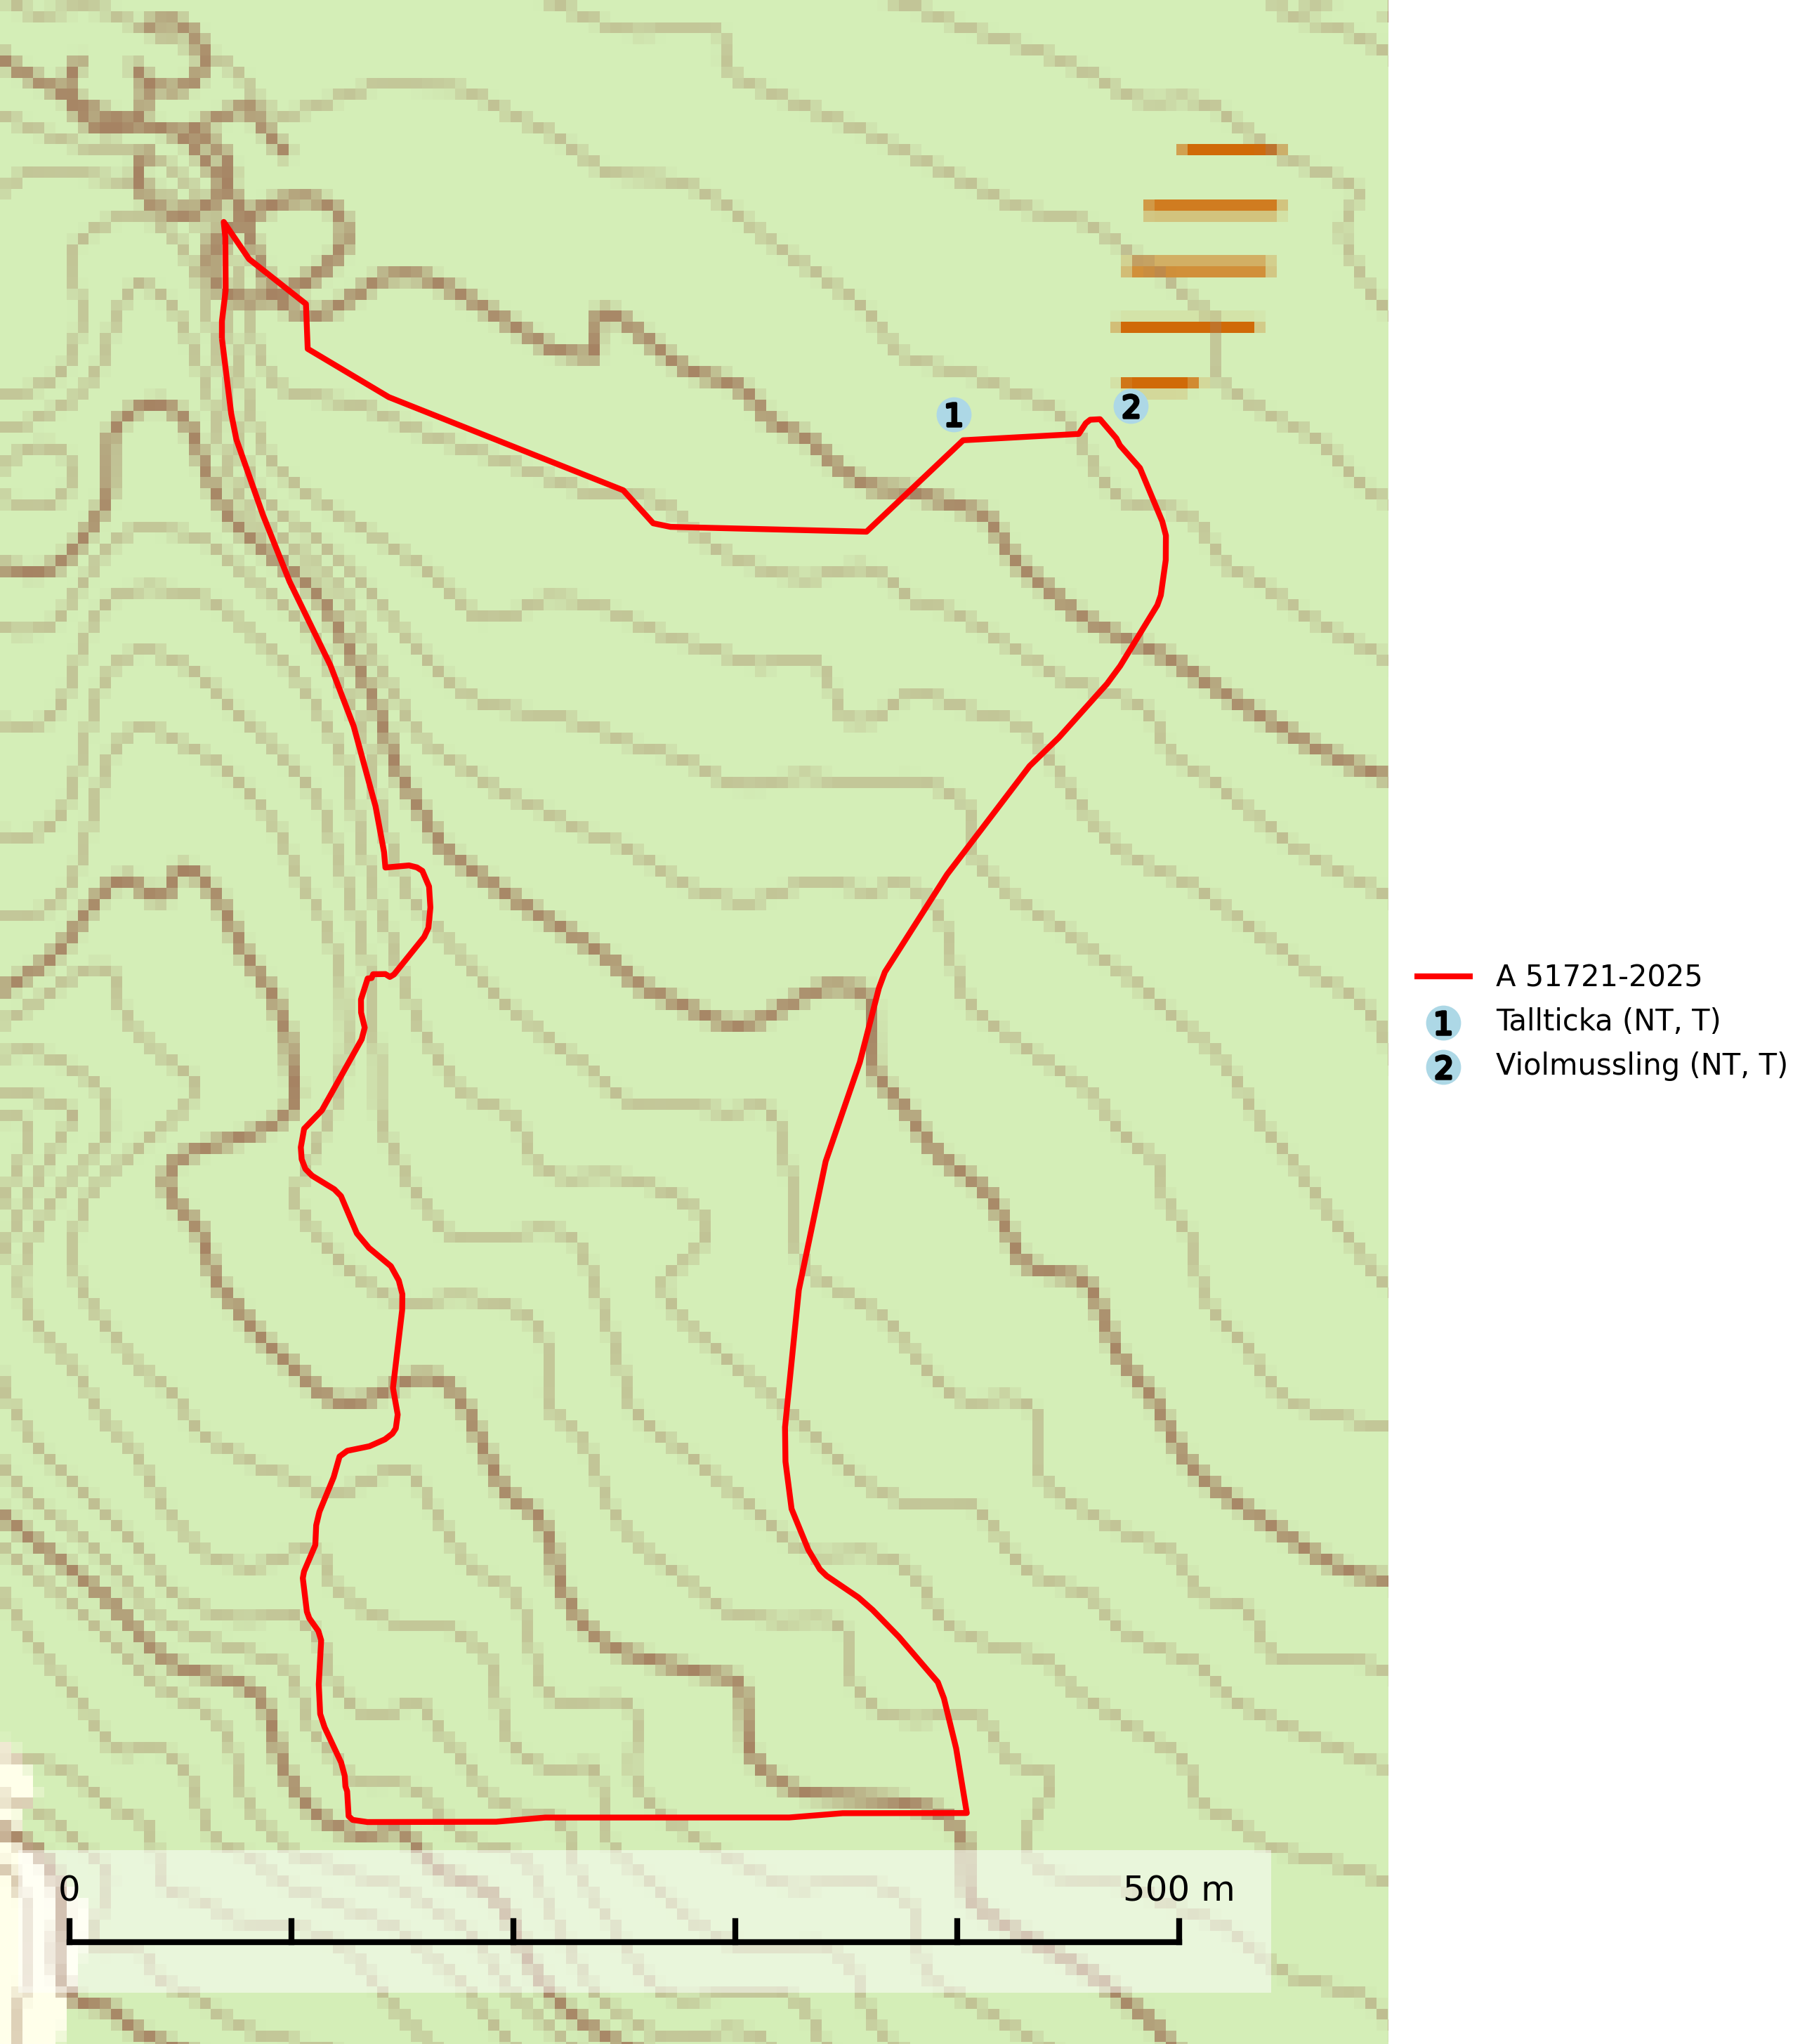 1
2
A 51721-2025
1 Tallticka (NT, T)
2 Violmussling (NT, T)
0 500 m